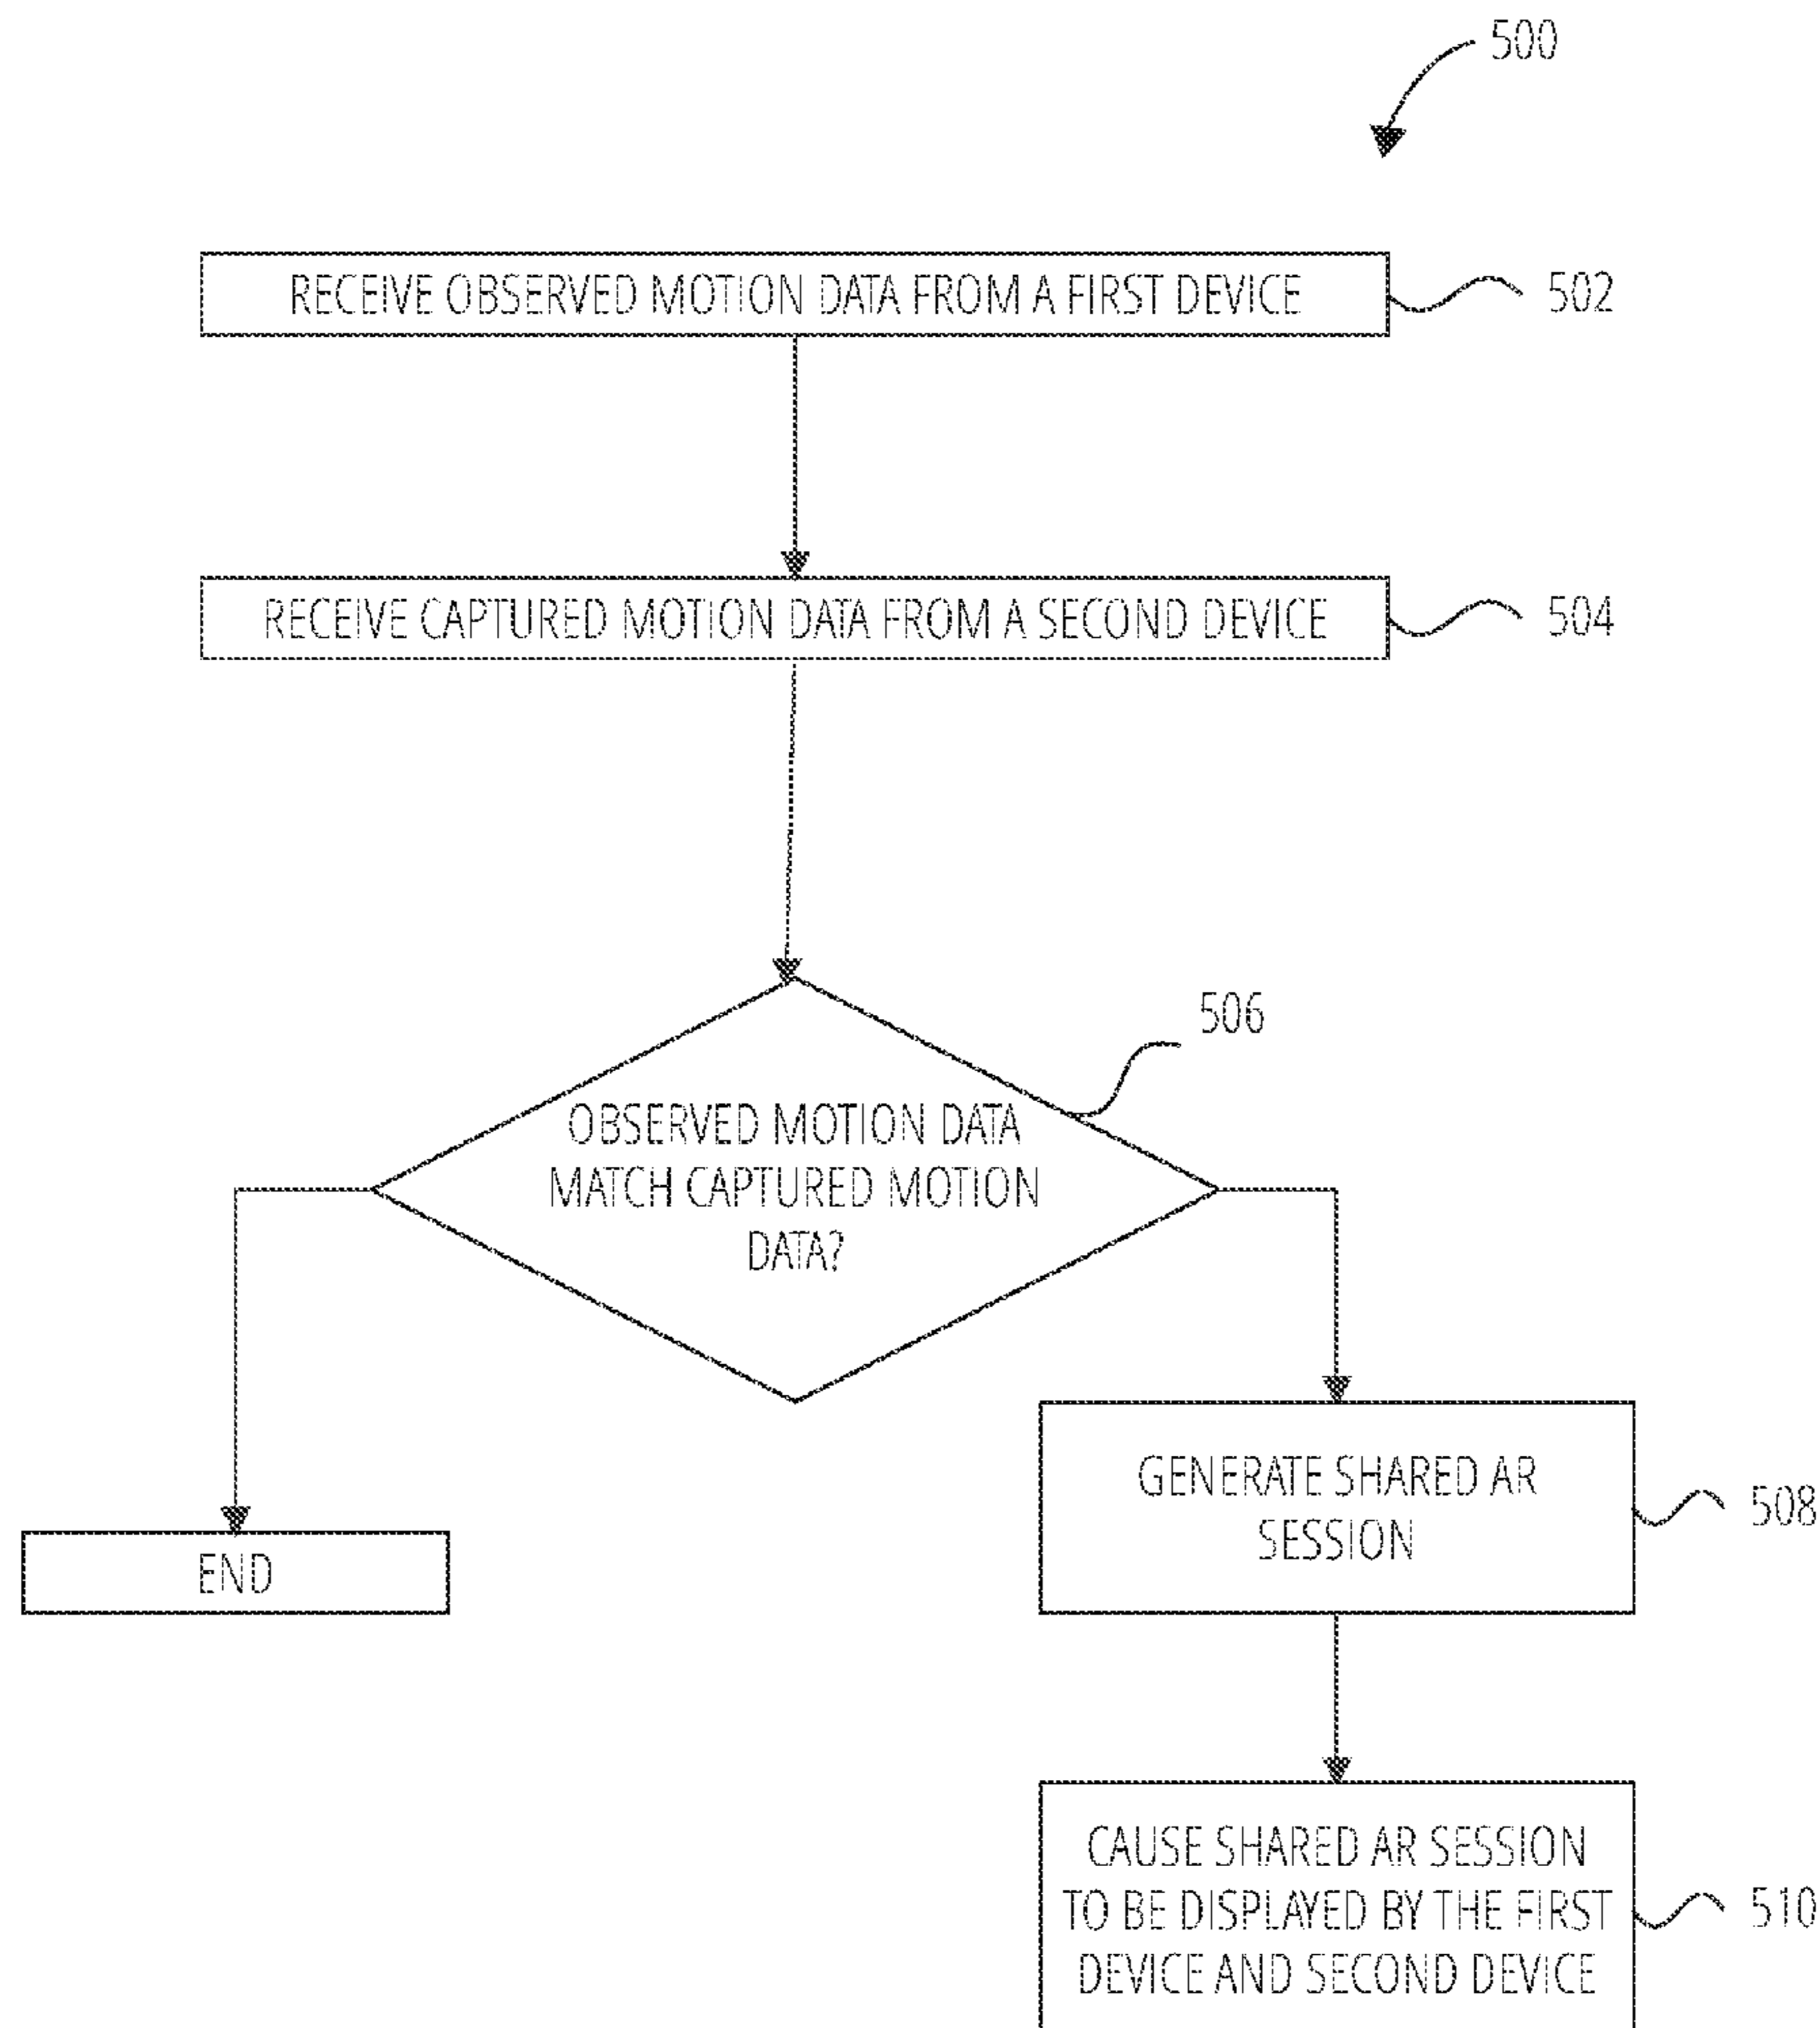 500
RECEIVE OBSERVED MOTION DATA FROM A FIRST DEVICE
502
RECEIVE CAPTURED MOTION DATA FROM A SECOND DEVICE
504
506
OBSERVED MOTION DATA
MATCH CAPTURED MOTION
DATA?
GENERATE SHARED AR
SESSION
508
END
CAUSE SHARED AR SESSION
TO BE DISPLAYED BY THE FIRST
DEVICE AND SECOND DEVICE
510